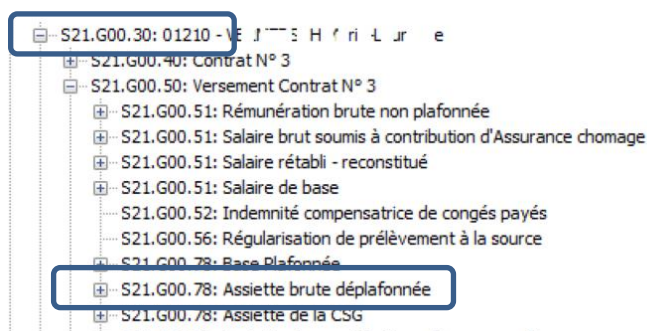 S21.G00.30: 01210 -
S21.G00.40: Contrat N° 3
S21.G00.50: Versement Contrat N° 3
S21.G00.51: Rémunération brute non plafonnée
S21.G00.51: Salaire brut soumis à contribution d'Assurance chomage
S21.G00.51: Salaire rétabli - reconstitué
S21.G00.51: Salaire de base
S21.G00.52: Indemnité compensatrice de congés payés
S21.G00.56: Régularisation de prélèvement à la source
S21.G00.78: Base Plafonnée
S21.G00.78: Assiette brute déplafonnée
S21.G00.78: Assiette de la CSG